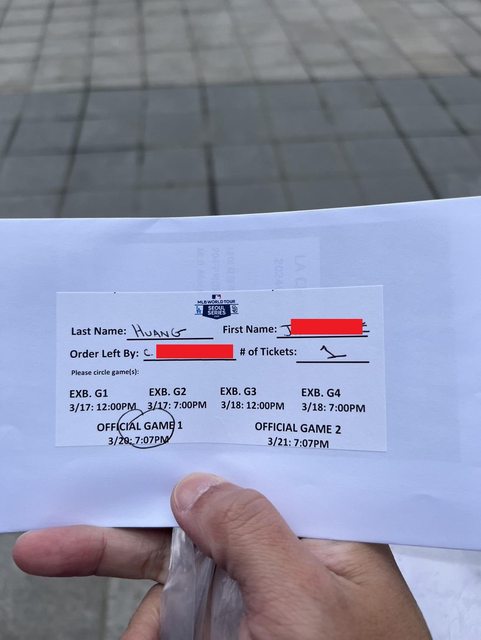 MLB WORLD TOUR
SEOUL
SERIES
Last Name: HUANG First Name: J
Order Left By: C. # of Tickets: 1
Please circle game(s):
EXB. G1 EXB. G2 EXB. G3 EXB. G4
3/17: 12:00PM 3/17: 7:00PM 3/18: 12:00PM 3/18: 7:00PM
OFFICIAL GAME 1 OFFICIAL GAME 2
3/20: 7:07PM 3/21: 7:07PM